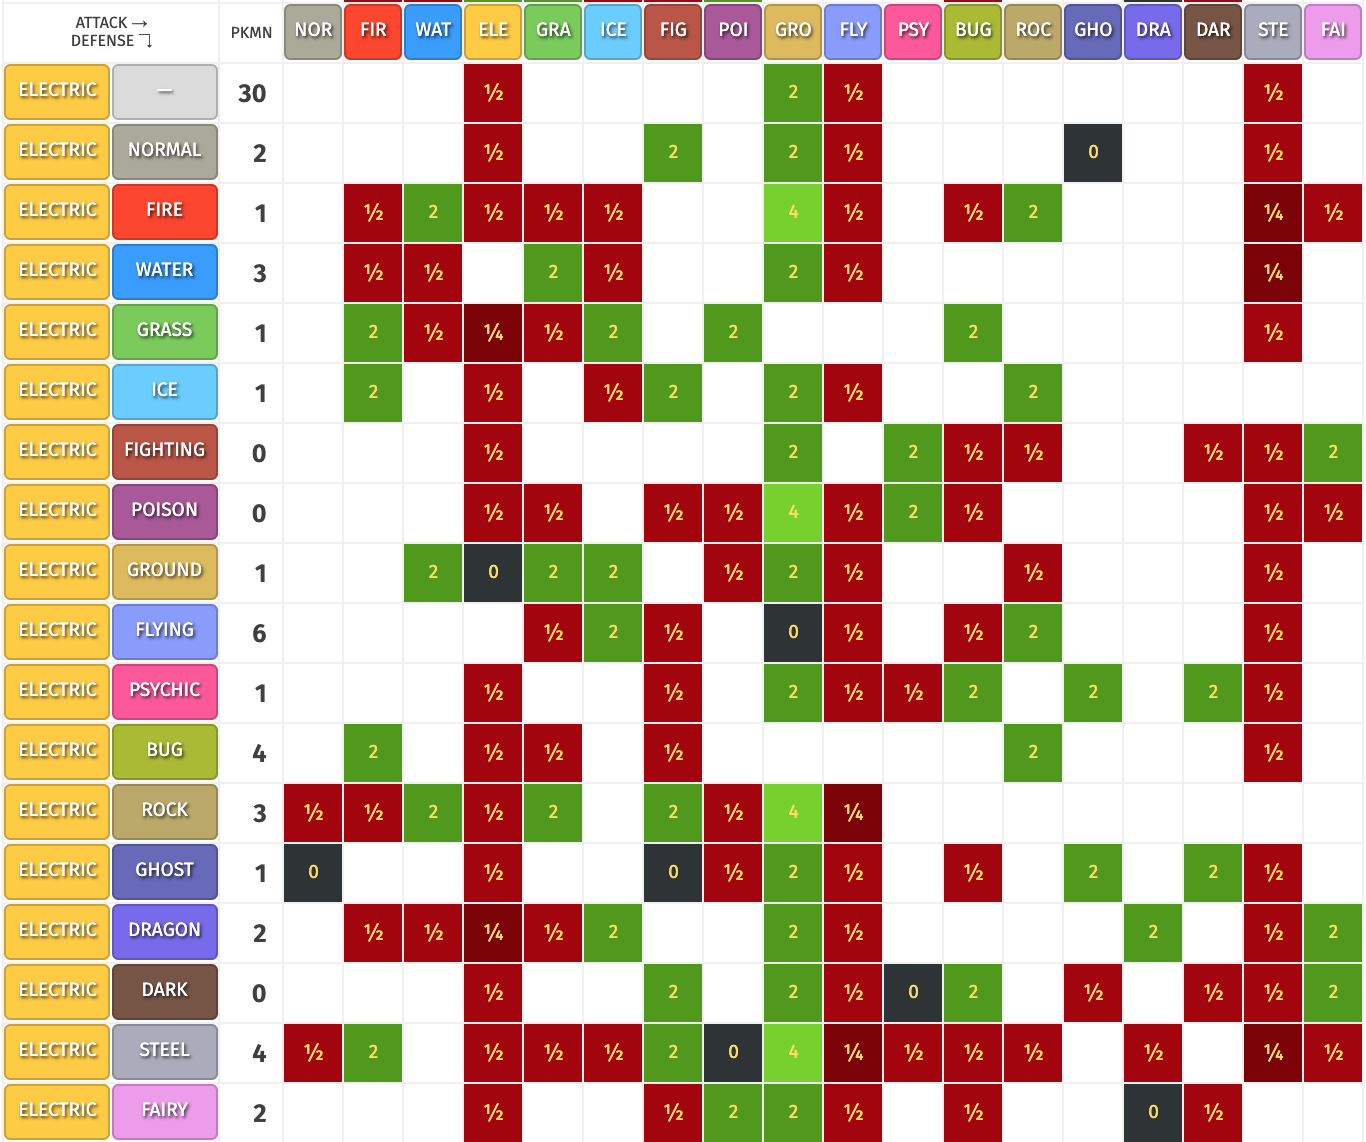 ATTACK → PKMN NOR FIR WAT ELE GRA ICE FIG POI GRO FLY PSY BUG ROC GHO DRA DAR STE FAI
DEFENSE ⤵
ELECTRIC — 30 ½ 2 ½ ½
ELECTRIC NORMAL 2 ½ 2 2 ½ 0 ½
ELECTRIC FIRE 1 ½ 2 ½ ½ ½ 4 ½ ½ 2 ¼ ½
ELECTRIC WATER 3 ½ ½ 2 ½ 2 ½ ¼
ELECTRIC GRASS 1 2 ½ ¼ ½ 2 2 2 ½
ELECTRIC ICE 1 2 ½ ½ 2 2 ½ 2
ELECTRIC FIGHTING 0 ½ 2 2 ½ ½ ½ ½ 2
ELECTRIC POISON 0 ½ ½ ½ ½ 4 ½ 2 ½ ½ ½
ELECTRIC GROUND 1 2 0 2 2 ½ 2 ½ ½ ½
ELECTRIC FLYING 6 ½ 2 ½ 0 ½ ½ 2 ½
ELECTRIC PSYCHIC 1 ½ ½ 2 ½ ½ 2 2 2 ½
ELECTRIC BUG 4 2 ½ ½ ½ 2 ½
ELECTRIC ROCK 3 ½ ½ 2 ½ 2 2 ½ 4 ¼
ELECTRIC GHOST 1 0 ½ 0 ½ 2 ½ ½ 2 2 ½
ELECTRIC DRAGON 2 ½ ½ ¼ ½ 2 2 ½ 2 ½ 2
ELECTRIC DARK 0 ½ 2 2 ½ 0 2 ½ ½ ½ 2
ELECTRIC STEEL 4 ½ 2 ½ ½ ½ 2 0 4 ¼ ½ ½ ½ ½ ¼ ½
ELECTRIC FAIRY 2 ½ ½ 2 2 ½ ½ 0 ½